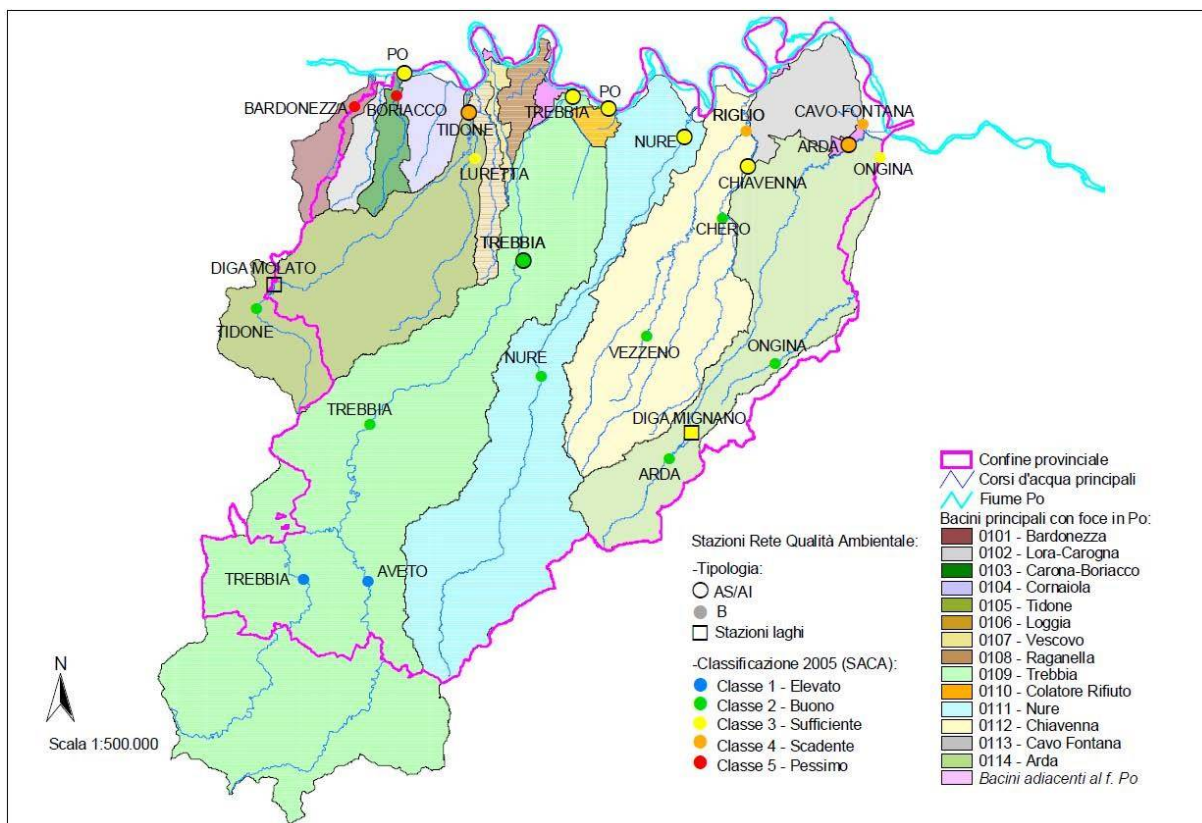 PO
BARDONEZZA
BORIACCO
TIDONE
LURETTA
TREBBIA
PO
NURE
RIGLIO
CAVO FONTANA
ARDA
ONGINA
CHIAVENNA
CHERO
TREBBIA
DIGA MOLATO
TIDONE
NURE
VEZZENO
ONGINA
TREBBIA
DIGA MIGNANO
ARDA
TREBBIA
AVETO
N
Scala 1:500.000
Stazioni Rete Qualità Ambientale:
-Tipologia:
AS/AI
B
Stazioni laghi
-Classificazione 2005 (SACA):
Classe 1 - Elevato
Classe 2 - Buono
Classe 3 - Sufficiente
Classe 4 - Scadente
Classe 5 - Pessimo
Confine provinciale
Corsi d'acqua principali
Fiume Po
Bacini principali con foce in Po:
0101 - Bardonezza
0102 - Lora-Carogna
0103 - Carona-Boriacco
0104 - Cornaiola
0105 - Tidone
0106 - Loggia
0107 - Vescovo
0108 - Raganella
0109 - Trebbia
0110 - Colatore Rifiuto
0111 - Nure
0112 - Chiavenna
0113 - Cavo Fontana
0114 - Arda
Bacini adiacenti al f. Po